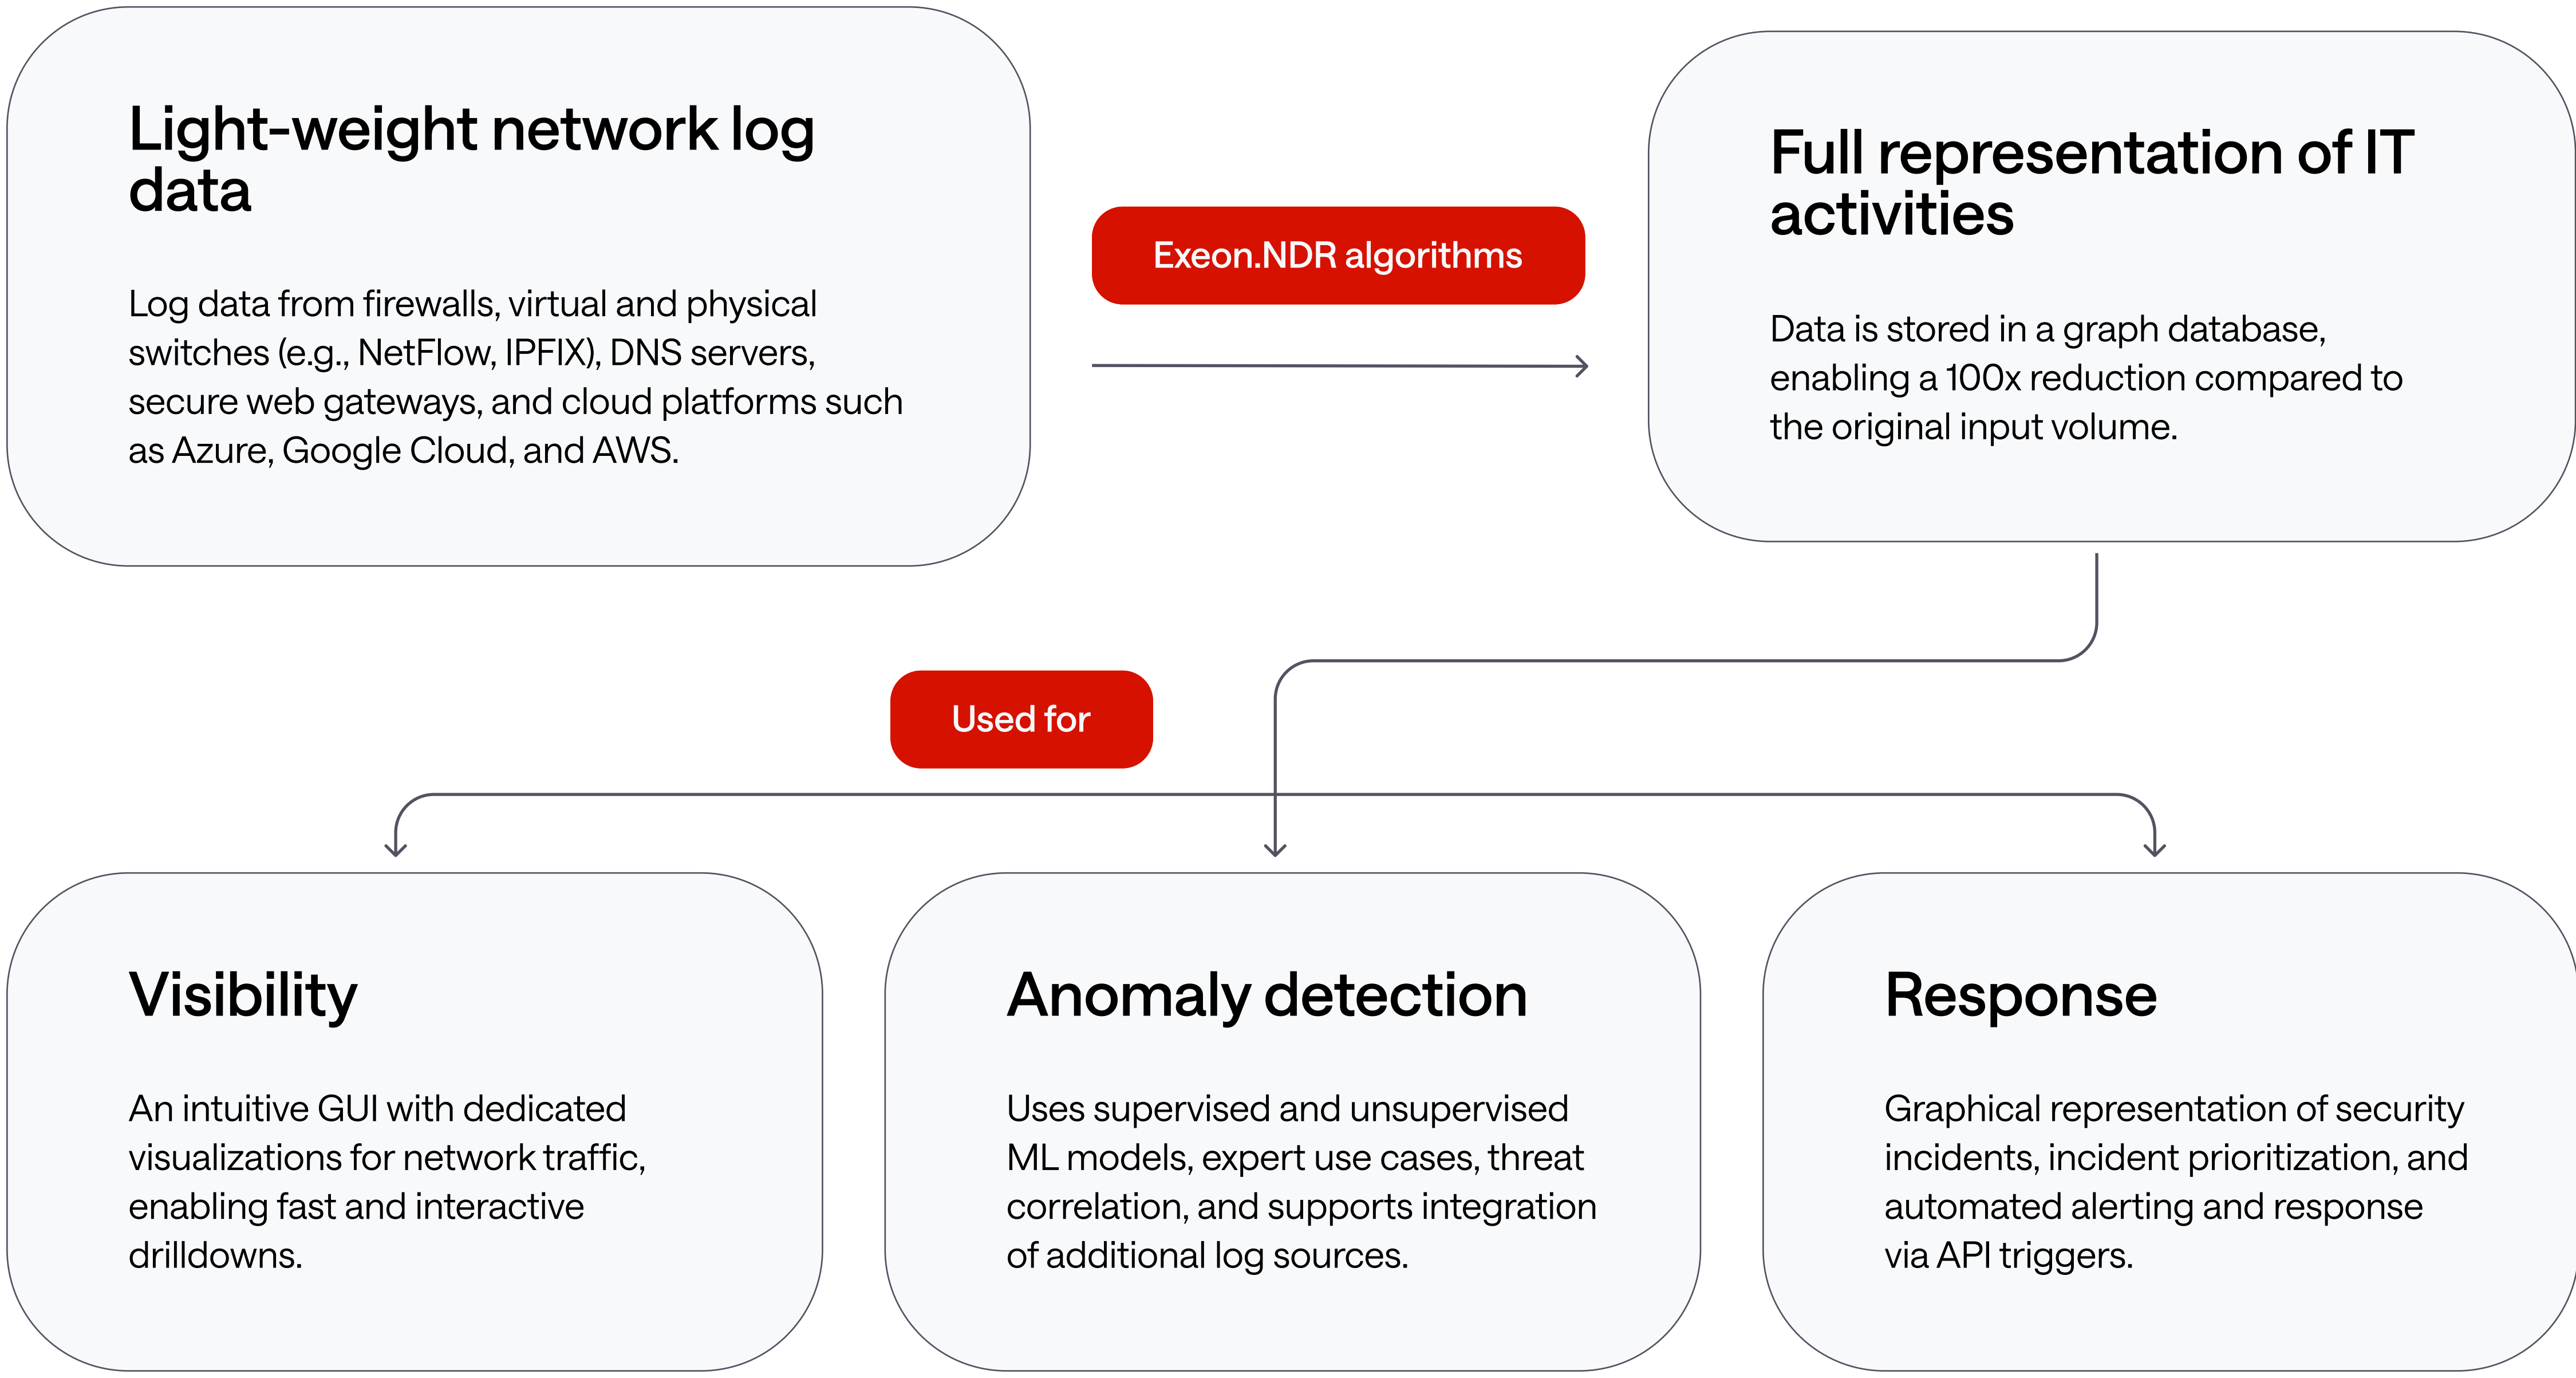 Light-weight network log
data
Log data from firewalls, virtual and physical
switches (e.g., NetFlow, IPFIX), DNS servers,
secure web gateways, and cloud platforms such
as Azure, Google Cloud, and AWS.
Exeon.NDR algorithms
Full representation of IT
activities
Data is stored in a graph database,
enabling a 100x reduction compared to
the original input volume.
Used for
Visibility
An intuitive GUI with dedicated
visualizations for network traffic,
enabling fast and interactive
drilldowns.
Anomaly detection
Uses supervised and unsupervised
ML models, expert use cases, threat
correlation, and supports integration
of additional log sources.
Response
Graphical representation of security
incidents, incident prioritization, and
automated alerting and response
via API triggers.